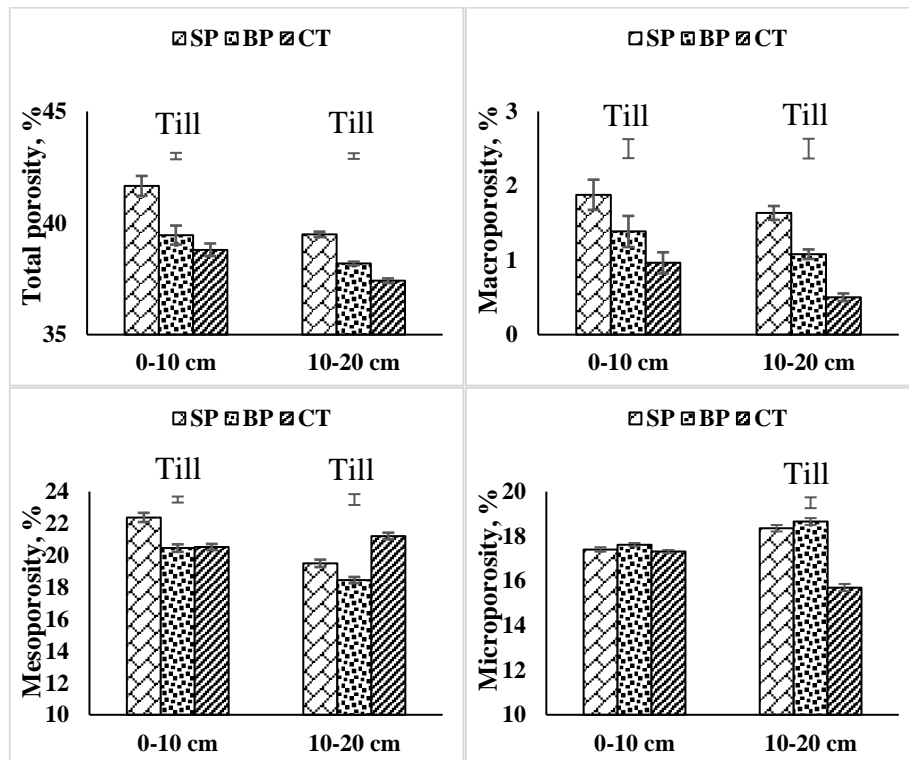 SP BP CT
Total porosity, %
45
40
35
Till
Till
0-10 cm
10-20 cm
SP BP CT
Macroporosity, %
3
2
1
0
Till
Till
0-10 cm
10-20 cm
SP BP CT
Mesoporosity, %
24
22
20
18
16
14
12
10
Till
Till
0-10 cm
10-20 cm
SP BP CT
Microporosity, %
20
18
16
14
12
10
Till
0-10 cm
10-20 cm